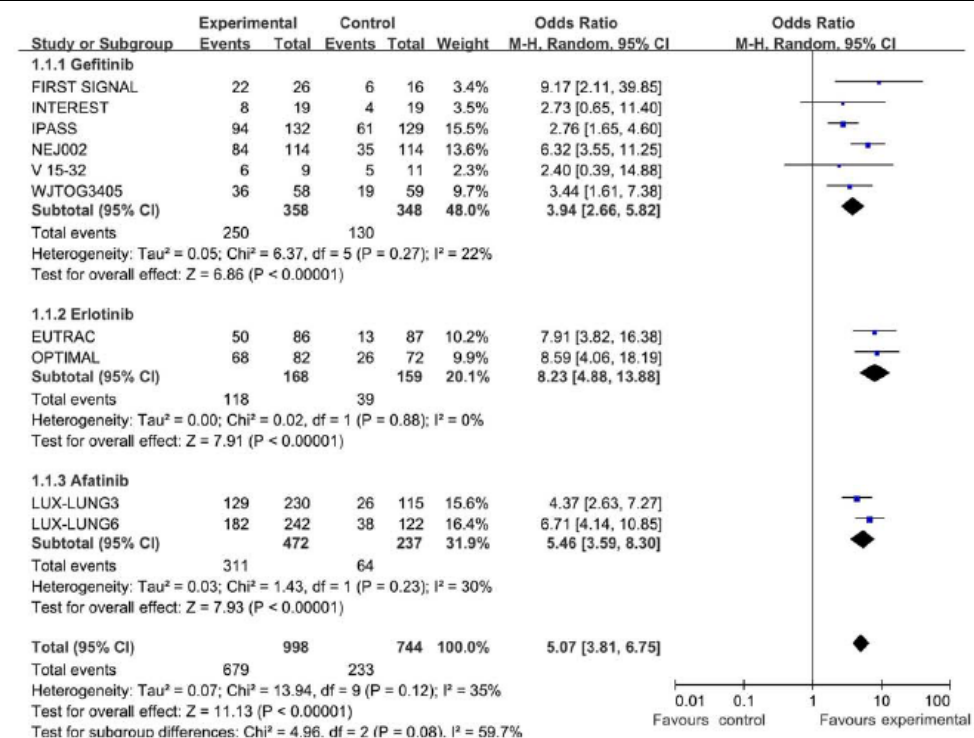 Experimental Control Odds Ratio Odds Ratio
Study or Subgroup Events Total Events Total Weight M-H, Random, 95% CI M-H, Random, 95% CI
1.1.1 Gefitinib
FIRST SIGNAL 22 26 6 16 3.4% 9.17 [2.11, 39.85]
INTEREST 8 19 4 19 3.5% 2.73 [0.65, 11.40]
IPASS 94 132 61 129 15.5% 2.76 [1.65, 4.60]
NEJ002 84 114 35 114 13.6% 6.32 [3.55, 11.25]
V 15-32 6 9 5 11 2.3% 2.40 [0.39, 14.88]
WJTOG3405 36 58 19 59 9.7% 3.44 [1.61, 7.38]
Subtotal (95% CI) 358 348 48.0% 3.94 [2.66, 5.82]
Total events 250 130
Heterogeneity: Tau² = 0.05; Chi² = 6.37, df = 5 (P = 0.27); I² = 22%
Test for overall effect: Z = 6.86 (P < 0.00001)
1.1.2 Erlotinib
EUTRAC 50 86 13 87 10.2% 7.91 [3.82, 16.38]
OPTIMAL 68 82 26 72 9.9% 8.59 [4.06, 18.19]
Subtotal (95% CI) 168 159 20.1% 8.23 [4.88, 13.88]
Total events 118 39
Heterogeneity: Tau² = 0.00; Chi² = 0.02, df = 1 (P = 0.88); I² = 0%
Test for overall effect: Z = 7.91 (P < 0.00001)
1.1.3 Afatinib
LUX-LUNG3 129 230 26 115 15.6% 4.37 [2.63, 7.27]
LUX-LUNG6 182 242 38 122 16.4% 6.71 [4.14, 10.85]
Subtotal (95% CI) 472 237 31.9% 5.46 [3.59, 8.30]
Total events 311 64
Heterogeneity: Tau² = 0.03; Chi² = 1.43, df = 1 (P = 0.23); I² = 30%
Test for overall effect: Z = 7.93 (P < 0.00001)
Total (95% CI) 998 744 100.0% 5.07 [3.81, 6.75]
Total events 679 233
Heterogeneity: Tau² = 0.07; Chi² = 13.94, df = 9 (P = 0.12); I² = 35%
Test for overall effect: Z = 11.13 (P < 0.00001)
Test for subgroup differences: Chi² = 4.96, df = 2 (P = 0.08), I² = 59.7%
0.01 0.1 1 10 100
Favours control Favours experimental